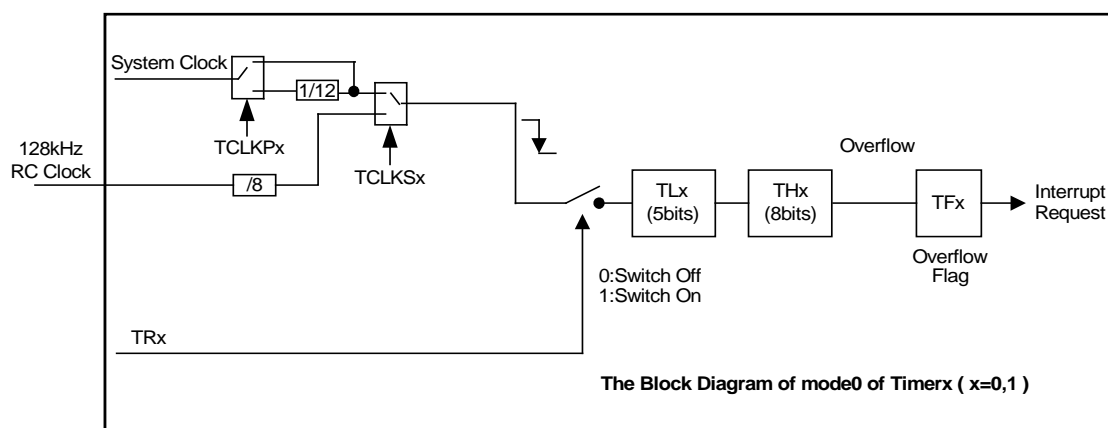 System Clock
1/12
TCLKPx
128kHz
RC Clock
/8
TCLKSx
Overflow
TLx
(5bits)
THx
(8bits)
TFx
Interrupt
Request
Overflow
Flag
0:Switch Off
1:Switch On
TRx
The Block Diagram of mode0 of Timerx ( x=0,1 )